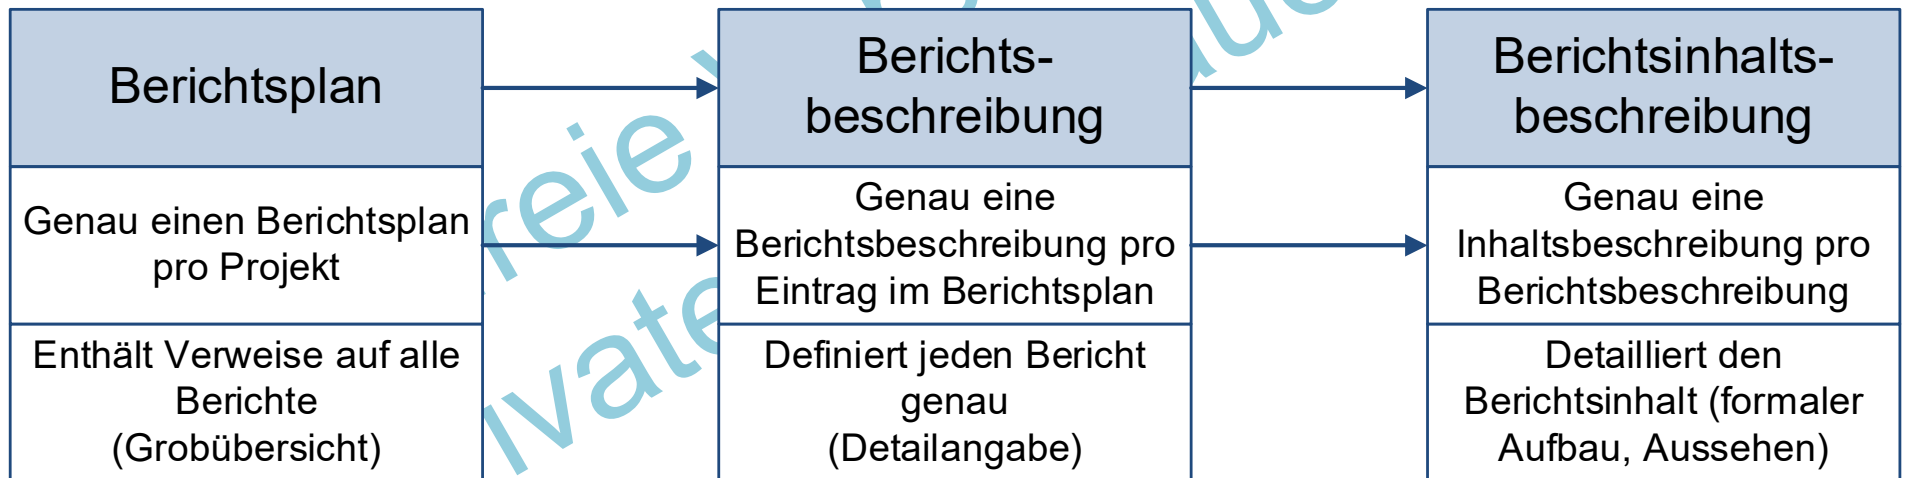 Berichtsplan
Genau einen Berichtsplan
pro Projekt
Enthält Verweise auf alle
Berichte
(Grobübersicht)
Berichts-
beschreibung
Genau eine
Berichtsbeschreibung pro
Eintrag im Berichtsplan
Definiert jeden Bericht
genau
(Detailangabe)
Berichtsinhalts-
beschreibung
Genau eine
Inhaltsbeschreibung pro
Berichtsbeschreibung
Detailliert den
Berichtsinhalt (formaler
Aufbau, Aussehen)